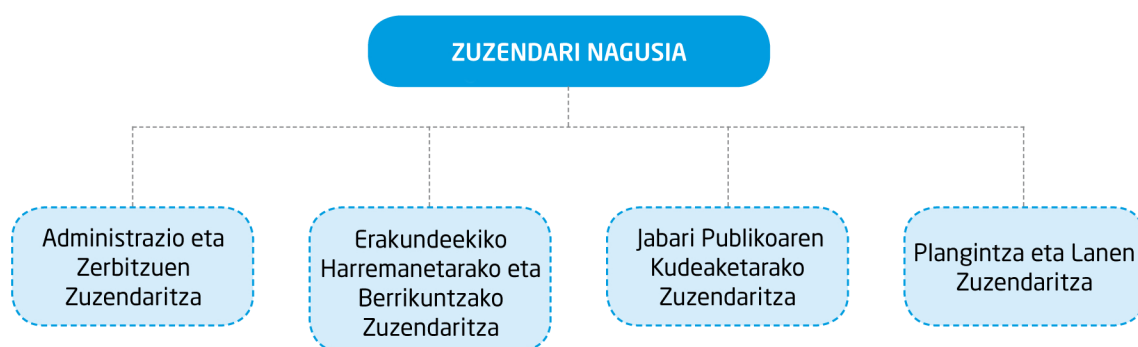 ZUZENDARI NAGUSIA
Administrazio eta
Zerbitzuen
Zuzendaritza
Erakundeekiko
Harremanetarako eta
Berrikuntzako
Zuzendaritza
Jabari Publikoaren
Kudeaketarako
Zuzendaritza
Plangintza eta Lanen
Zuzendaritza